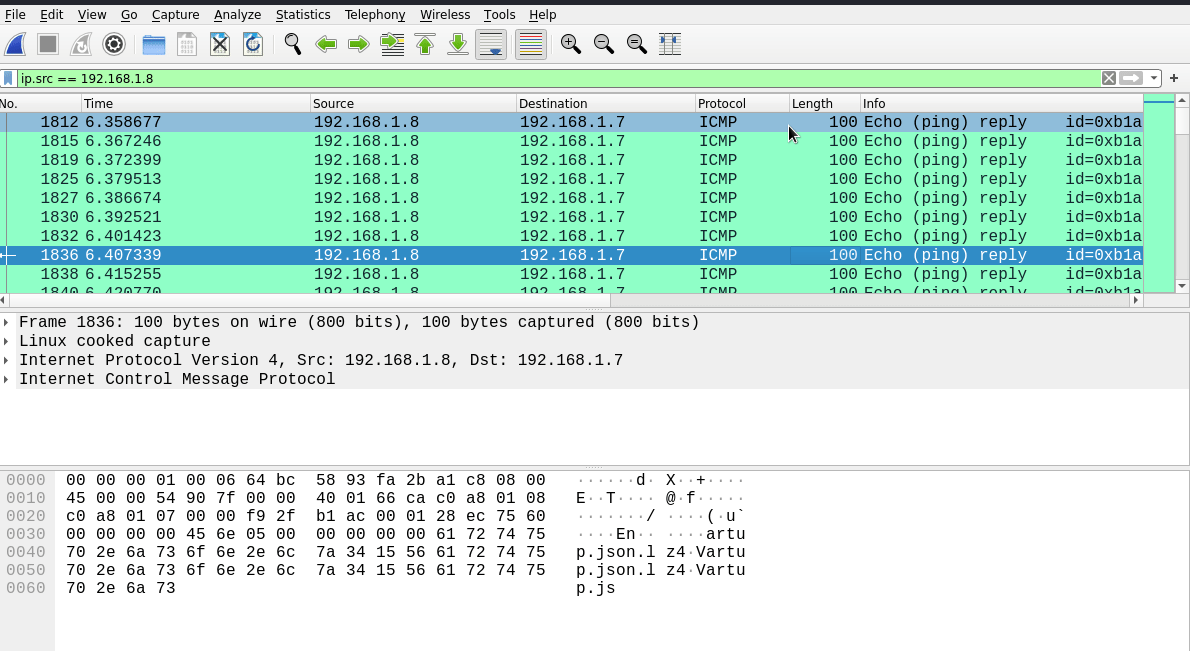 File Edit View Go Capture Analyze Statistics Telephony Wireless Tools Help
ip.src == 192.168.1.8
No. Time Source Destination Protocol Length Info
1812 6.358677 192.168.1.8 192.168.1.7 ICMP 100 Echo (ping) reply id=0xb1a
1815 6.367246 192.168.1.8 192.168.1.7 ICMP 100 Echo (ping) reply id=0xb1a
1819 6.372399 192.168.1.8 192.168.1.7 ICMP 100 Echo (ping) reply id=0xb1a
1825 6.379513 192.168.1.8 192.168.1.7 ICMP 100 Echo (ping) reply id=0xb1a
1827 6.386674 192.168.1.8 192.168.1.7 ICMP 100 Echo (ping) reply id=0xb1a
1830 6.392521 192.168.1.8 192.168.1.7 ICMP 100 Echo (ping) reply id=0xb1a
1832 6.401423 192.168.1.8 192.168.1.7 ICMP 100 Echo (ping) reply id=0xb1a
1836 6.407339 192.168.1.8 192.168.1.7 ICMP 100 Echo (ping) reply id=0xb1a
1838 6.415255 192.168.1.8 192.168.1.7 ICMP 100 Echo (ping) reply id=0xb1a
1840 6.420770 192.168.1.8 192.168.1.7 ICMP 100 Echo (ping) reply id=0xb1a
Frame 1836: 100 bytes on wire (800 bits), 100 bytes captured (800 bits)
Linux cooked capture
Internet Protocol Version 4, Src: 192.168.1.8, Dst: 192.168.1.7
Internet Control Message Protocol
0000 00 00 00 01 00 06 64 bc 58 93 fa 2b a1 c8 08 00 ······d· X··+····
0010 45 00 00 54 90 7f 00 00 40 01 66 ca c0 a8 01 08 E··T···· @·f·····
0020 c0 a8 01 07 00 00 f9 2f b1 ac 00 01 28 ec 75 60 ·······/ ····(·u`
0030 00 00 00 00 45 6e 05 00 00 00 00 00 61 72 74 75 ····En·· ····artu
0040 70 2e 6a 73 6f 6e 2e 6c 7a 34 15 56 61 72 74 75 p.json.l z4·Vartu
0050 70 2e 6a 73 6f 6e 2e 6c 7a 34 15 56 61 72 74 75 p.json.l z4·Vartu
0060 70 2e 6a 73 p.js